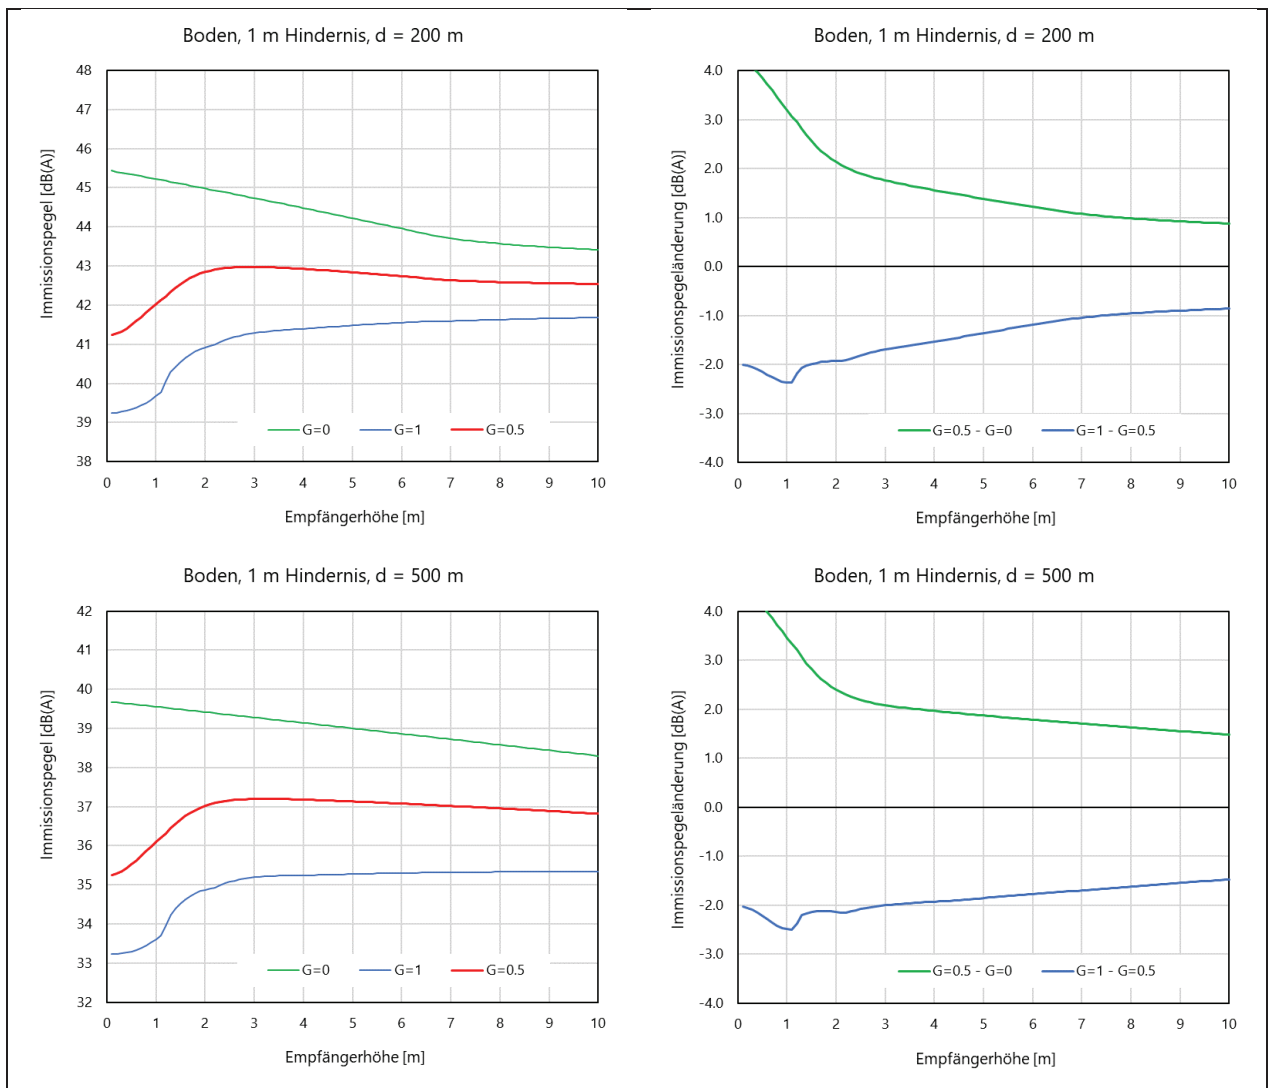 Boden, 1 m Hindernis, d = 200 m
48
47
46
45
44
43
42
41
40
39
38
Immissionspegel [dB(A)]
G=0 G=1 G=0.5
0 1 2 3 4 5 6 7 8 9 10
Empfängerhöhe [m]
Boden, 1 m Hindernis, d = 200 m
4.0
3.0
2.0
1.0
0.0
-1.0
-2.0
-3.0
-4.0
Immissionspegeländerung [dB(A)]
G=0.5 - G=0 G=1 - G=0.5
0 1 2 3 4 5 6 7 8 9 10
Empfängerhöhe [m]
Boden, 1 m Hindernis, d = 500 m
42
41
40
39
38
37
36
35
34
33
32
Immissionspegel [dB(A)]
G=0 G=1 G=0.5
0 1 2 3 4 5 6 7 8 9 10
Empfängerhöhe [m]
Boden, 1 m Hindernis, d = 500 m
4.0
3.0
2.0
1.0
0.0
-1.0
-2.0
-3.0
-4.0
Immissionspegeländerung [dB(A)]
G=0.5 - G=0 G=1 - G=0.5
0 1 2 3 4 5 6 7 8 9 10
Empfängerhöhe [m]